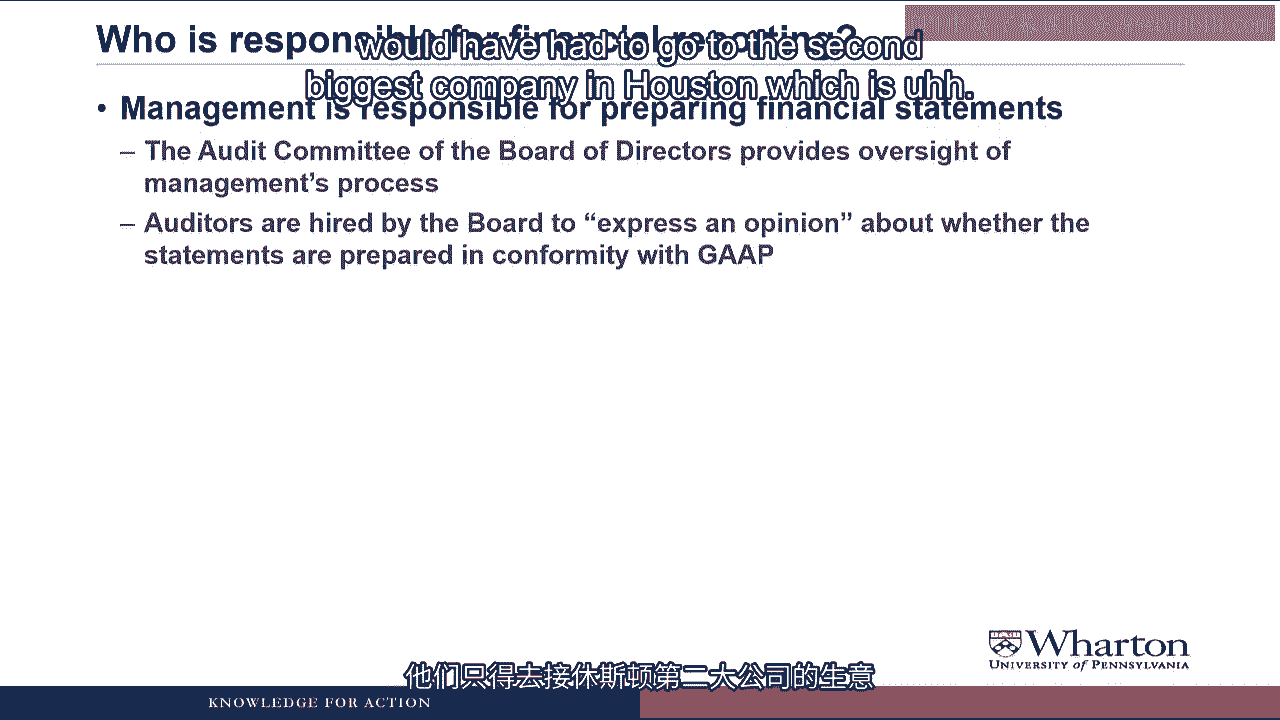 Who is responsible for financial reporting?
would have had to go to the second
biggest company in Houston which is uhh.
• Management is responsible for preparing financial statements
– The Audit Committee of the Board of Directors provides oversight of
management’s process
– Auditors are hired by the Board to “express an opinion” about whether the
statements are prepared in conformity with GAAP
Wharton
UNIVERSITY of PENNSYLVANIA
他们只得去接休斯顿第二大公司的生意
KNOWLEDGE FOR ACTION